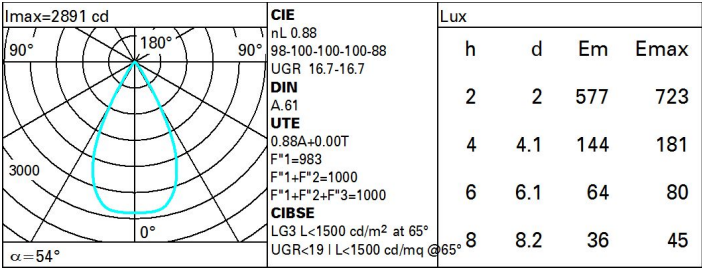 Imax=2891 cd
90°
180°
90°
3000
0°
α=54°
CIE
nL 0.88
98-100-100-100-88
UGR 16.7-16.7
DIN
A.61
UTE
0.88A+0.00T
F"1=983
F"1+F"2=1000
F"1+F"2+F"3=1000
CIBSE
LG3 L<1500 cd/m² at 65°
UGR<19 | L<1500 cd/mq @65°
Lux
h d Em Emax
2 2 577 723
4 4.1 144 181
6 6.1 64 80
8 8.2 36 45